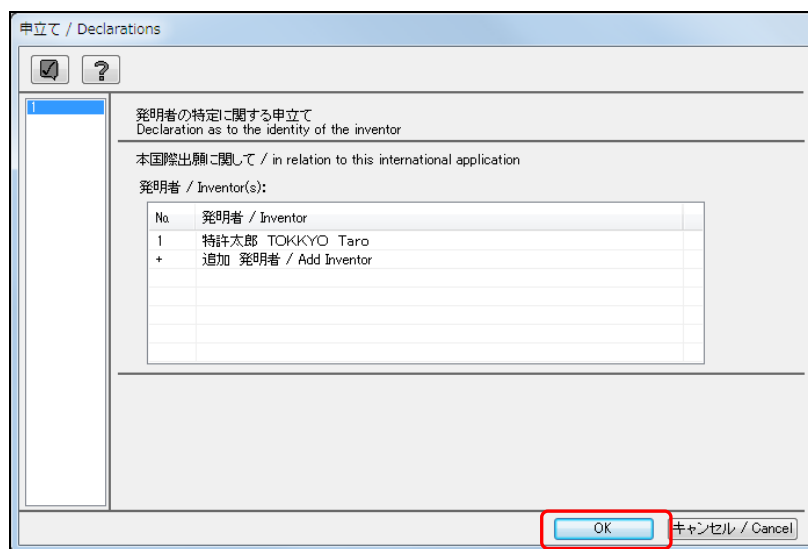 申立て / Declarations
?
1
発明者の特定に関する申立て
Declaration as to the identity of the inventor
本国際出願に関して / in relation to this international application
発明者 / Inventor(s):
No. 発明者 / Inventor
1 特許太郎 TOKKYO Taro
+ 追加 発明者 / Add Inventor
OK キャンセル / Cancel